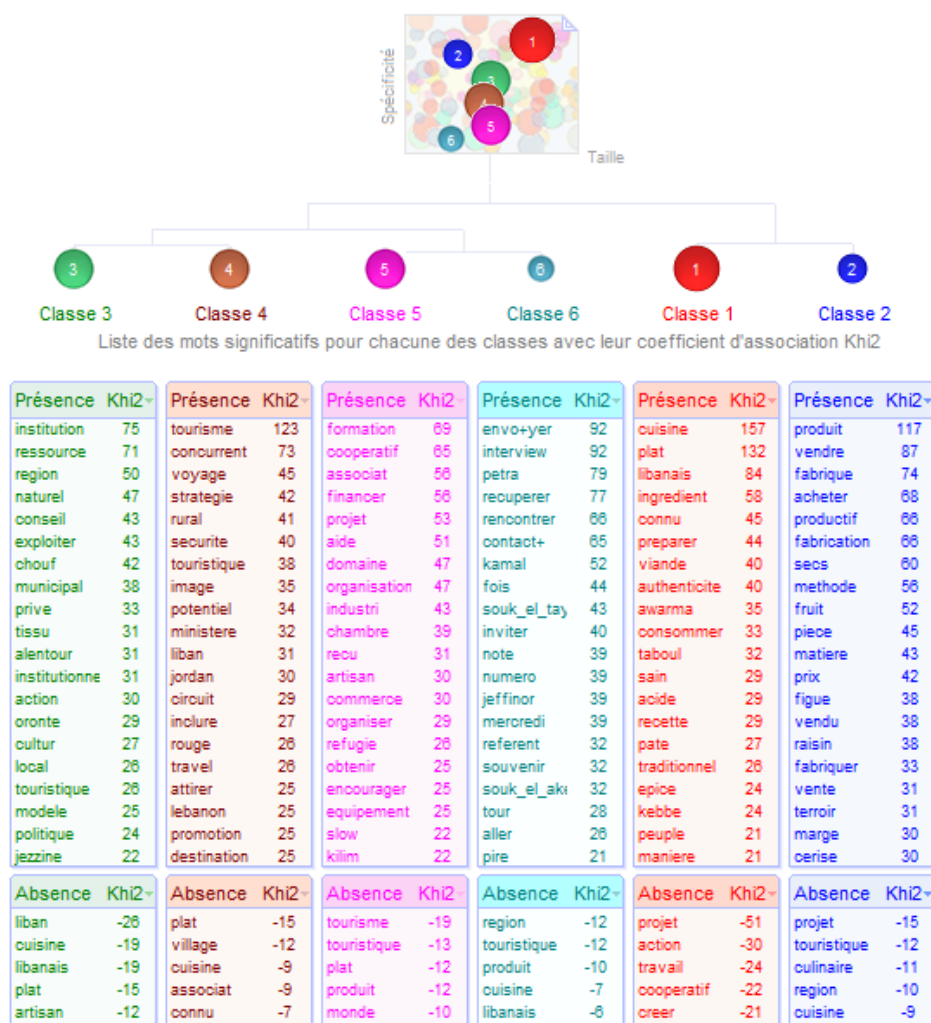 Spécificité
1
2
3
4
5
6
Taille
3 4 5 6 1 2
Classe 3 Classe 4 Classe 5 Classe 6 Classe 1 Classe 2
Liste des mots significatifs pour chacune des classes avec leur coefficient d'association Khi2
Présence Khi2 Présence Khi2 Présence Khi2 Présence Khi2 Présence Khi2 Présence Khi2
institution 75 tourisme 123 formation 69 envo+yer 92 cuisine 157 produit 117
ressource 71 concurrent 73 cooperatif 65 interview 92 plat 132 vendre 87
region 50 voyage 45 associat 56 petra 79 libanais 84 fabrique 74
naturel 47 strategie 42 financer 56 recuperer 77 ingredient 58 acheter 68
conseil 43 rural 41 projet 53 rencontrer 66 connu 45 productif 66
exploiter 43 securite 40 aide 51 contact+ 65 preparer 44 fabrication 66
chouf 42 touristique 38 domaine 47 kamal 52 viande 40 secs 60
municipal 38 image 35 organisation 47 fois 44 authenticite 40 methode 56
prive 33 potentiel 34 industri 43 souk_el_tay 43 awarma 35 fruit 52
tissu 31 ministere 32 chambre 39 inviter 40 consommer 33 piece 45
alentour 31 liban 31 recu 31 note 39 taboul 32 matiere 43
institutionne 31 jordan 30 artisan 30 numero 39 sain 29 prix 42
action 30 circuit 29 commerce 30 jeffinor 39 acide 29 figue 38
oronte 29 inclure 27 organiser 29 mercredi 39 recette 29 vendu 38
cultur 27 rouge 26 refugie 26 referent 32 pate 27 raisin 38
local 26 travel 26 obtenir 25 souvenir 32 traditionnel 26 fabriquer 33
touristique 26 attirer 25 encourager 25 souk_el_ake 32 epice 24 vente 31
modele 25 lebanon 25 equipement 25 tour 28 kebbe 24 terroir 31
politique 24 promotion 25 slow 22 aller 26 peuple 21 marge 30
jezzine 22 destination 25 kilim 22 pire 21 maniere 21 cerise 30
Absence Khi2 Absence Khi2 Absence Khi2 Absence Khi2 Absence Khi2 Absence Khi2
liban -26 plat -15 tourisme -19 region -12 projet -51 projet -15
cuisine -19 village -12 touristique -13 touristique -12 action -30 touristique -12
libanais -19 cuisine -9 plat -12 produit -10 travail -24 culinaire -11
plat -15 associat -9 produit -12 cuisine -7 cooperatif -22 region -10
artisan -12 connu -7 monde -10 libanais -6 creer -21 cuisine -9